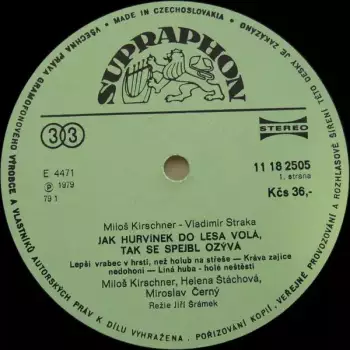 VŠECHNA PRÁVA GRAMOFONOVÉHO VÝROBCE A VLASTNÍKŮ AUTORSKÝCH PRÁV K DÍLU VYHRAŽENA. POŘIZOVÁNÍ KOPIÍ, VEŘEJNÉ PROVOZOVÁNÍ A ROZHLASOVÉ ŠÍŘENÍ TÉTO DESKY JE ZAKÁZÁNO • MADE IN CZECHOSLOVAKIA •
SUPRAPHON
33
STEREO
E 4471
℗ 1979
79 1
11 18 2505
1. strana
Kčs 36,-
Miloš Kirschner - Vladimír Straka
JAK HURVÍNEK DO LESA VOLÁ,
TAK SE SPEJBL OZÝVÁ
Lepší vrabec v hrsti, než holub na střeše — Kráva zajíce
nedohoní — Líná huba - holé neštěstí
Miloš Kirschner, Helena Štáchová,
Miroslav Černý
Režie Jiří Šrámek